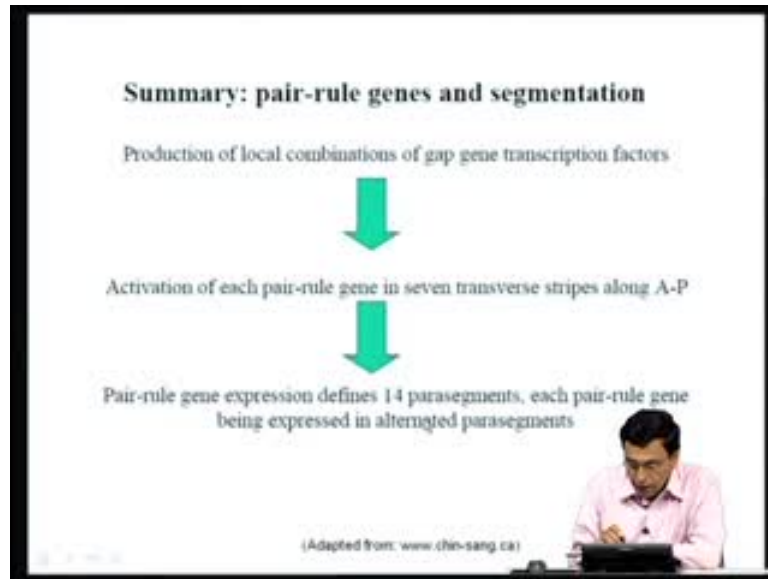 Summary: pair-rule genes and segmentation
Production of local combinations of gap gene transcription factors
Activation of each pair-rule gene in seven transverse stripes along A-P
Pair-rule gene expression defines 14 parasegments, each pair-rule gene
being expressed in alternated parasegments
(Adapted from: www.chin-sang.ca)